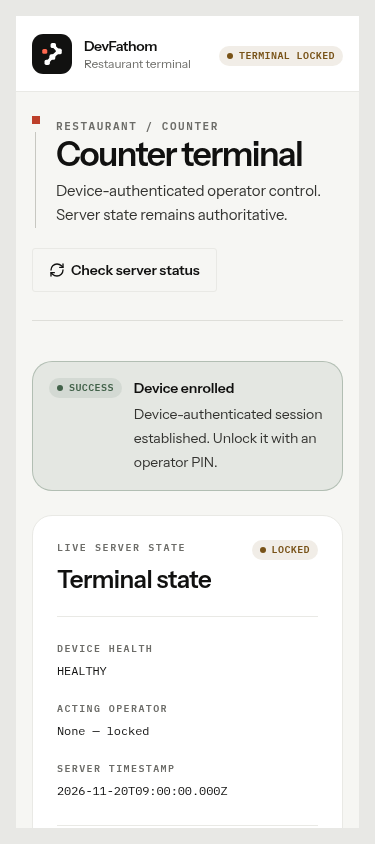 DevFathom
Restaurant terminal
TERMINAL LOCKED
RESTAURANT / COUNTER
Counter terminal
Device-authenticated operator control.
Server state remains authoritative.
Check server status
SUCCESS
Device enrolled
Device-authenticated session
established. Unlock it with an
operator PIN.
LIVE SERVER STATE
LOCKED
Terminal state
DEVICE HEALTH
HEALTHY
ACTING OPERATOR
None — locked
SERVER TIMESTAMP
2026-11-20T09:00:00.000Z